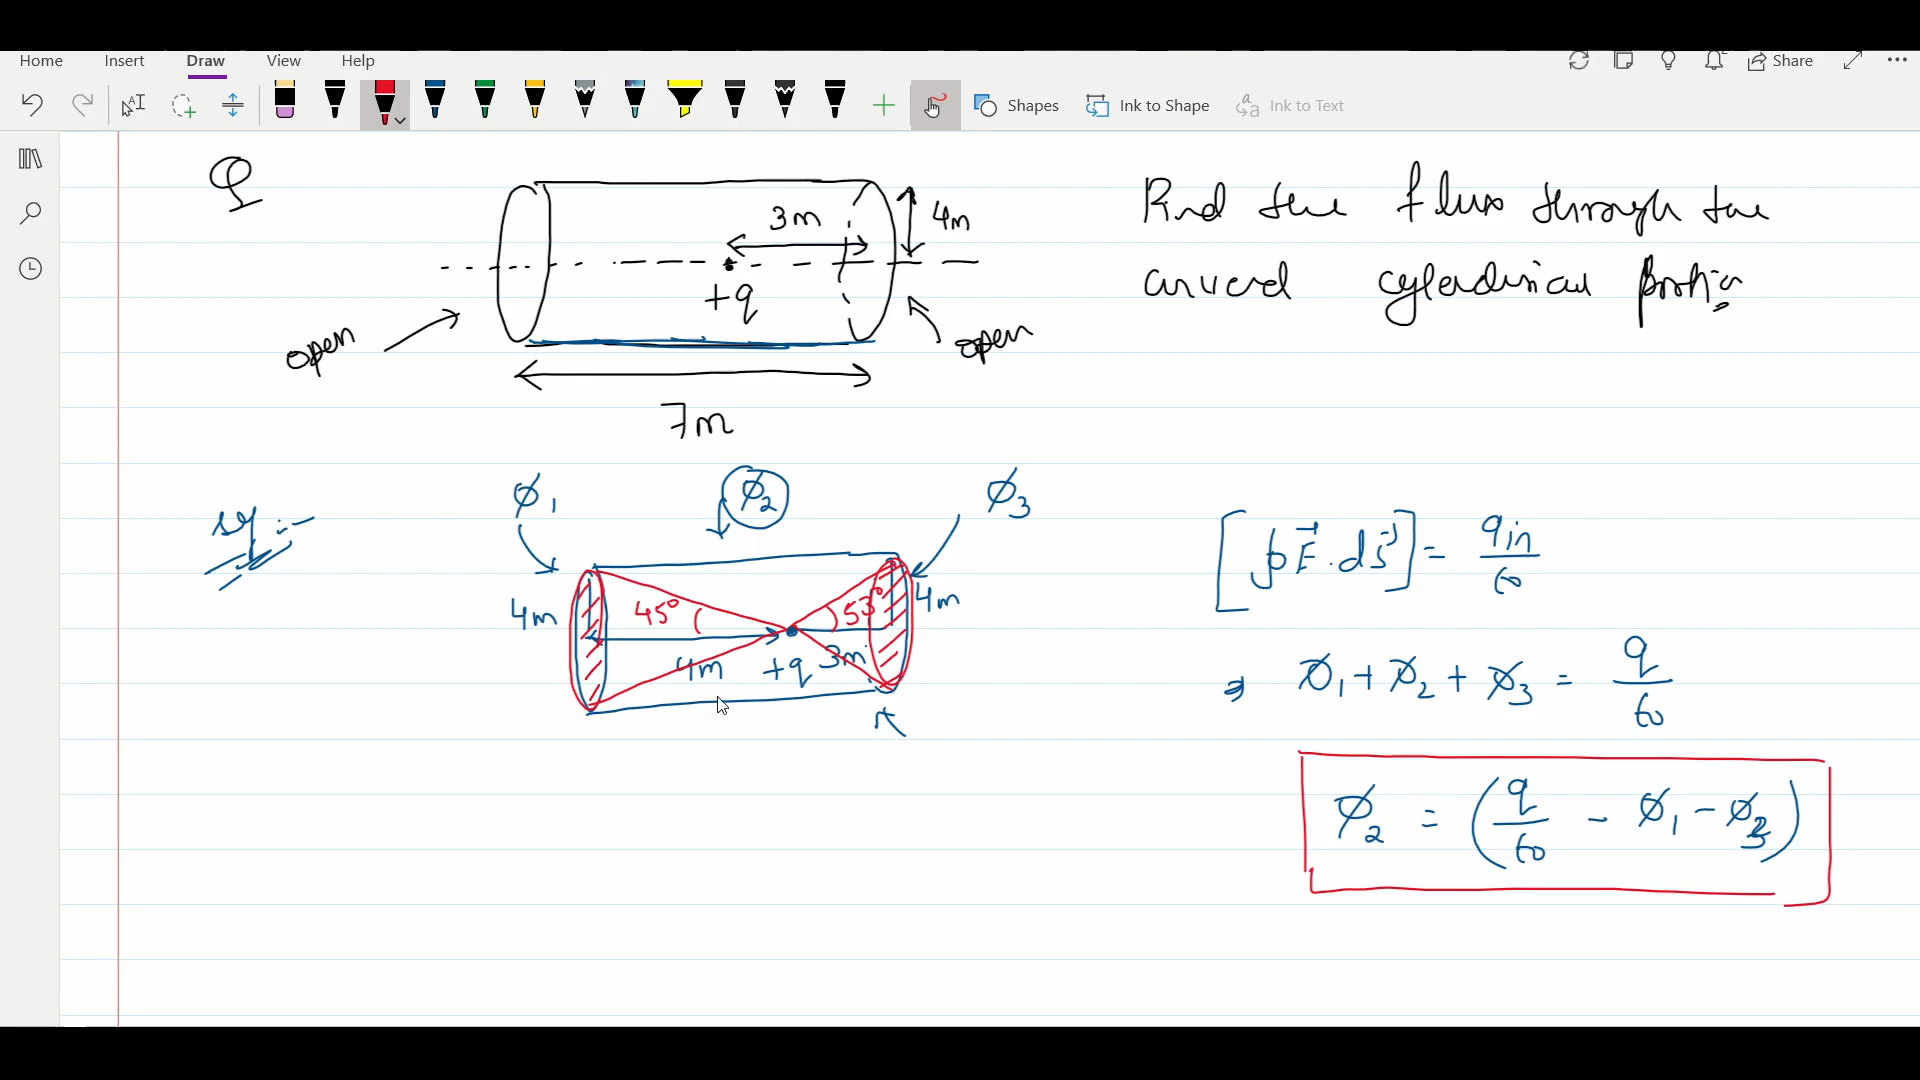 Home Insert Draw View Help
Share
Shapes Ink to Shape Ink to Text
Q
3m
4m
+q
open
open
7m
Find the flux through the
curved cylindrical portion
sol :-
ϕ₁
ϕ₂
ϕ₃
4m
45°
53°
4m
4m
+q
3m
[∮E⃗.ds⃗] = qin/ϵ₀
⇒ ϕ₁ + ϕ₂ + ϕ₃ = q/ϵ₀
ϕ₂ = (q/ϵ₀ - ϕ₁ - ϕ₃)